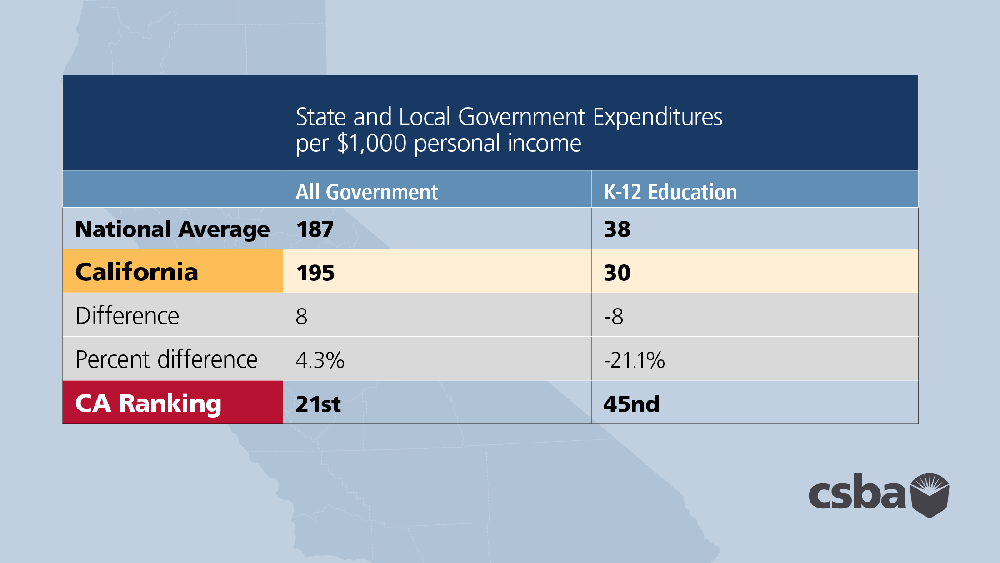 State and Local Government Expenditures
per $1,000 personal income
All Government K-12 Education
National Average 187 38
California 195 30
Difference 8 -8
Percent difference 4.3% -21.1%
CA Ranking 21st 45nd
csba